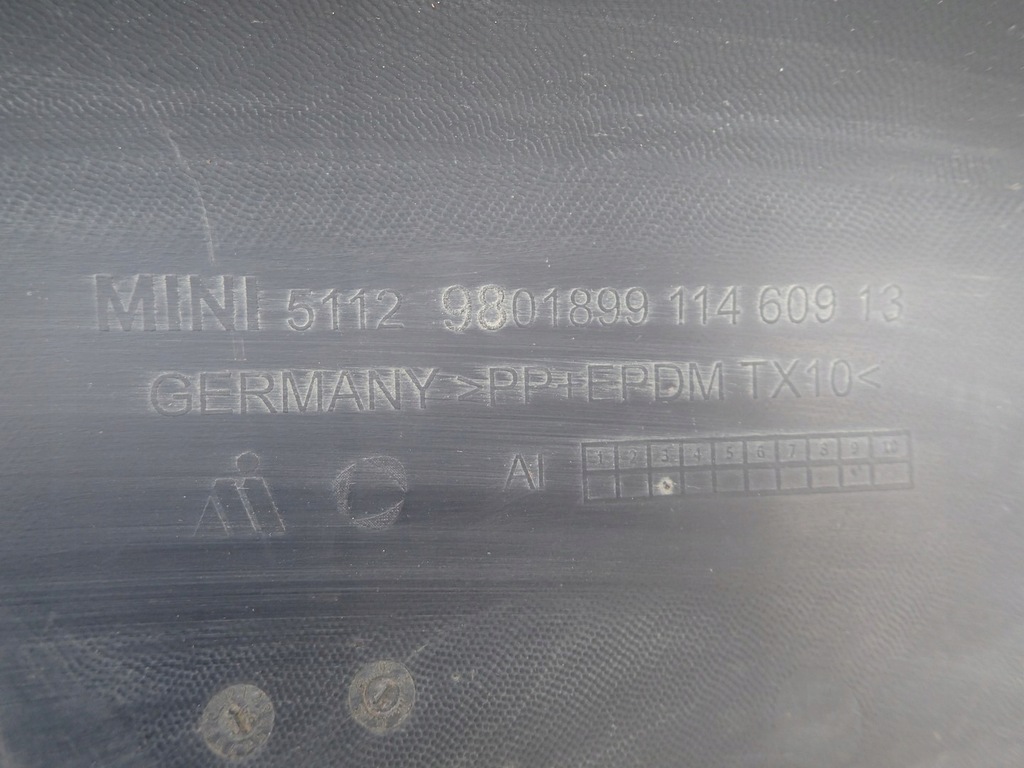 MINI 5112 9801899 114 609 13
GERMANY >PP+EPDM TX10<
AI
1 2 3 4 5 6 7 8 9 10